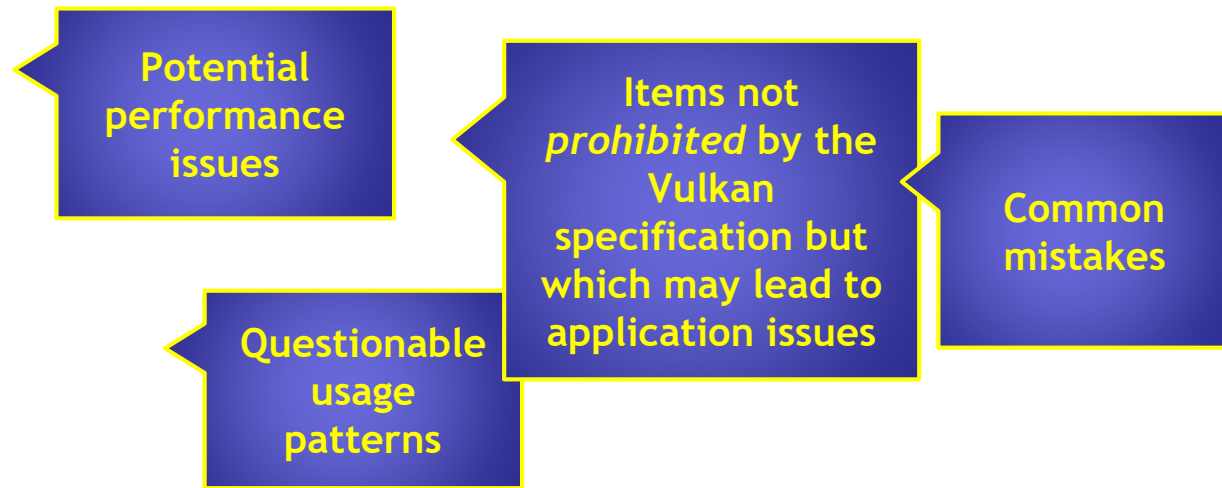 Potential
performance
issues
Items not
prohibited by the
Vulkan
specification but
which may lead to
application issues
Common
mistakes
Questionable
usage
patterns